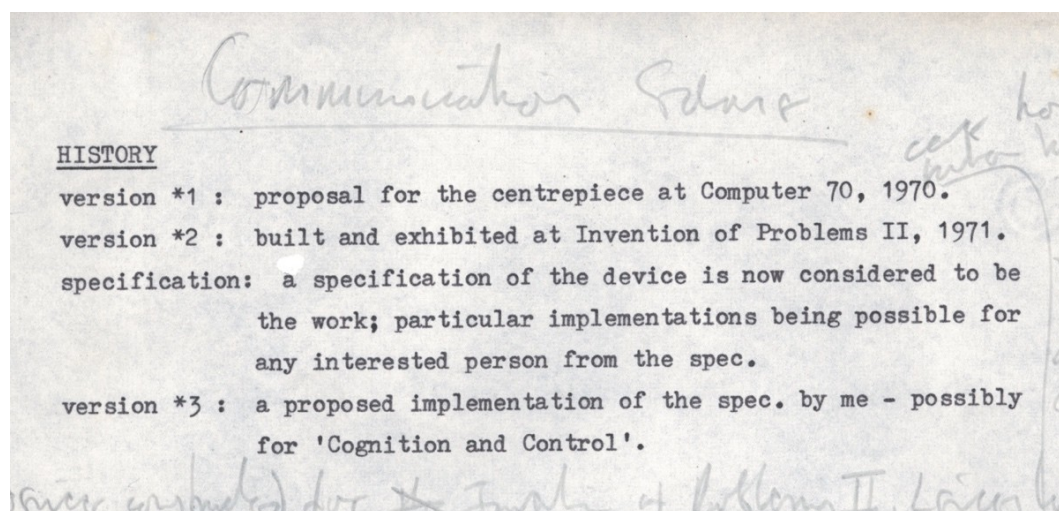 Communication
HISTORY
version *1 : proposal for the centrepiece at Computer 70, 1970.
version *2 : built and exhibited at Invention of Problems II, 1971.
specification: a specification of the device is now considered to be
the work; particular implementations being possible for
any interested person from the spec.
version *3 : a proposed implementation of the spec. by me - possibly
for 'Cognition and Control'.
of Problems II